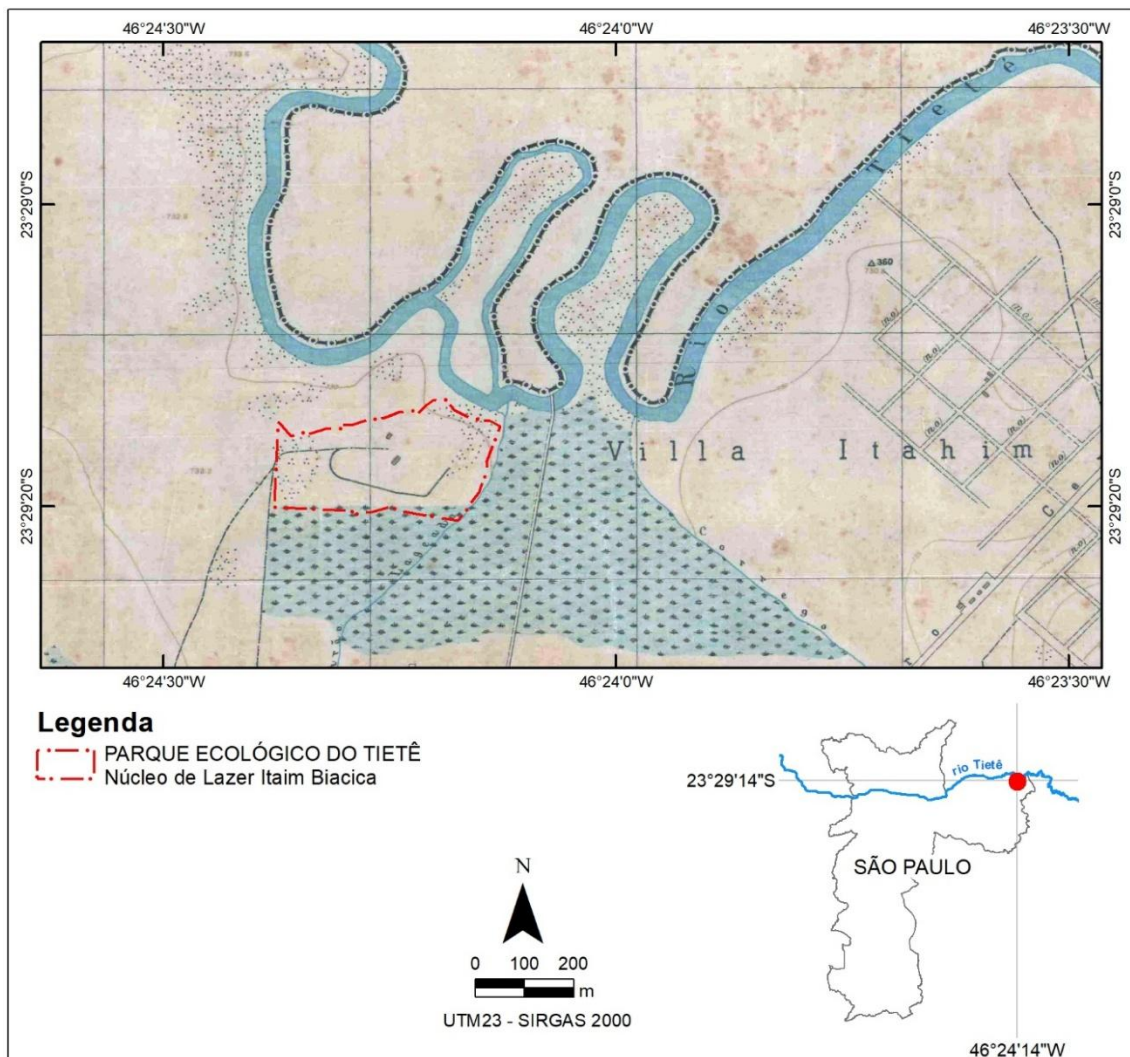 46°24'30"W 46°24'0"W 46°23'30"W
23°29'0"S
23°29'0"S
Rio Tietê
360
(n.o)
(n.o)
(n.o)
(n.o)
(n.o)
(n.o)
(n.o)
(n.o)
Villa Itahim
23°29'20"S
23°29'20"S
Corrego
46°24'30"W 46°24'0"W 46°23'30"W
Legenda
PARQUE ECOLÓGICO DO TIETÊ
Núcleo de Lazer Itaim Biacica
N
0 100 200
m
UTM23 - SIRGAS 2000
23°29'14"S
rio Tietê
SÃO PAULO
46°24'14"W